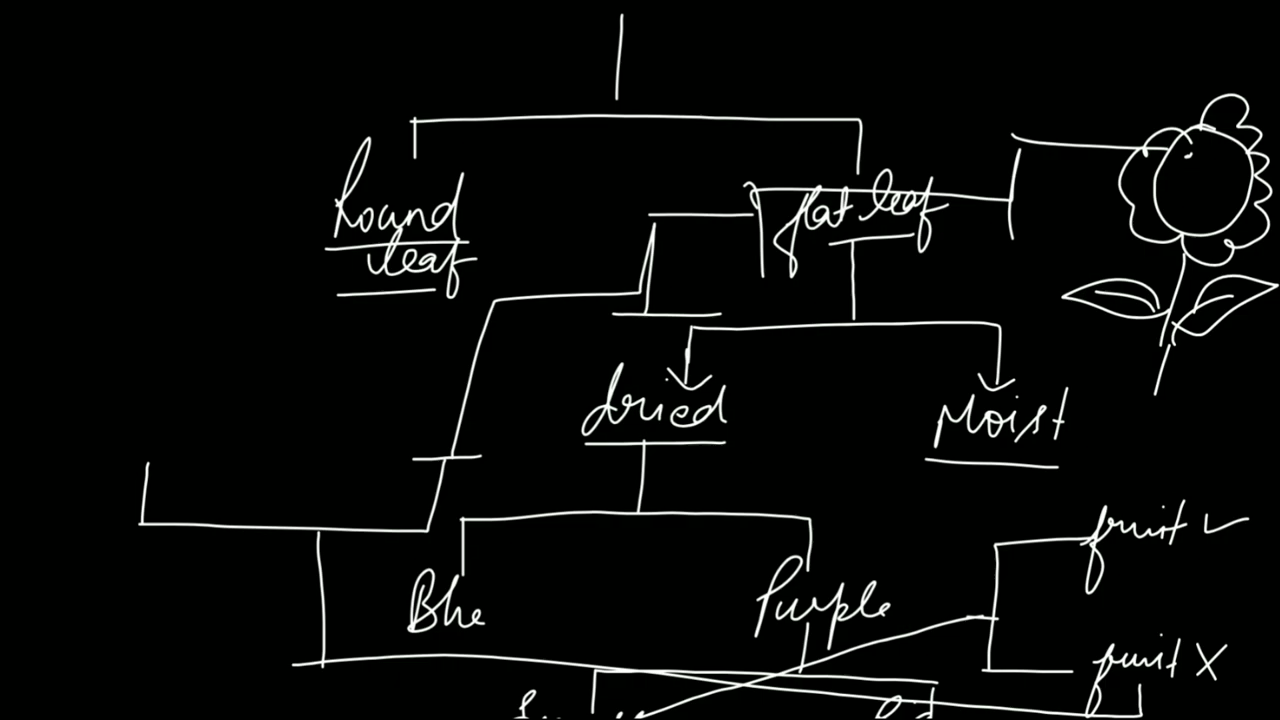 Round
leaf
flat leaf
dried
Moist
fruit ✓
Blue
Purple
fruit X